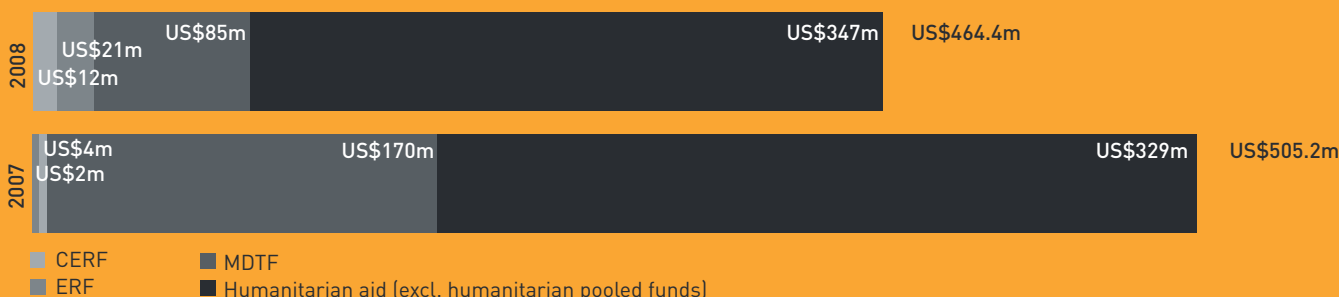 2008
US$12m
US$21m
US$85m
US$347m
US$464.4m
2007
US$2m
US$4m
US$170m
US$329m
US$505.2m
CERF
ERF
MDTF
Humanitarian aid (excl. humanitarian pooled funds)